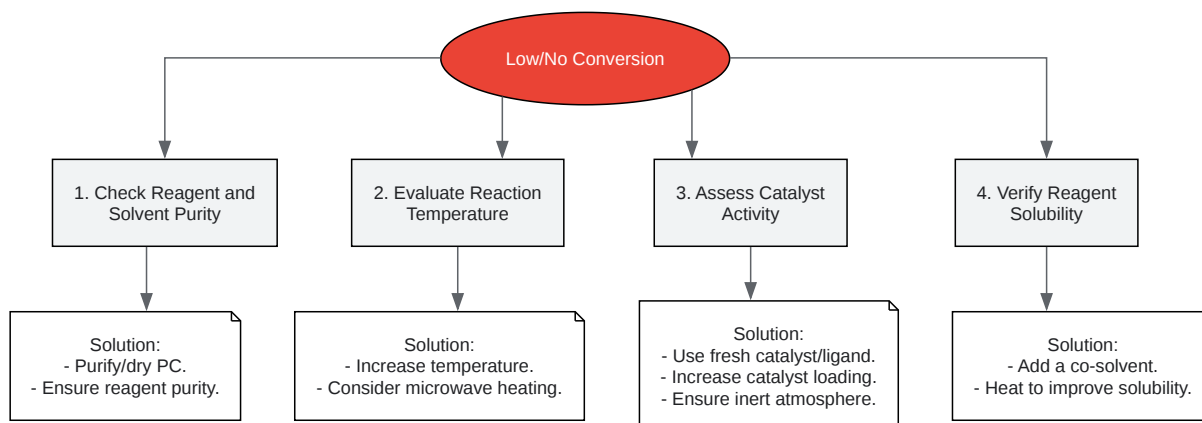 Low/No Conversion
1. Check Reagent and
Solvent Purity
2. Evaluate Reaction
Temperature
3. Assess Catalyst
Activity
4. Verify Reagent
Solubility
Solution:
- Purify/dry PC.
- Ensure reagent purity.
Solution:
- Increase temperature.
- Consider microwave heating.
Solution:
- Use fresh catalyst/ligand.
- Increase catalyst loading.
- Ensure inert atmosphere.
Solution:
- Add a co-solvent.
- Heat to improve solubility.